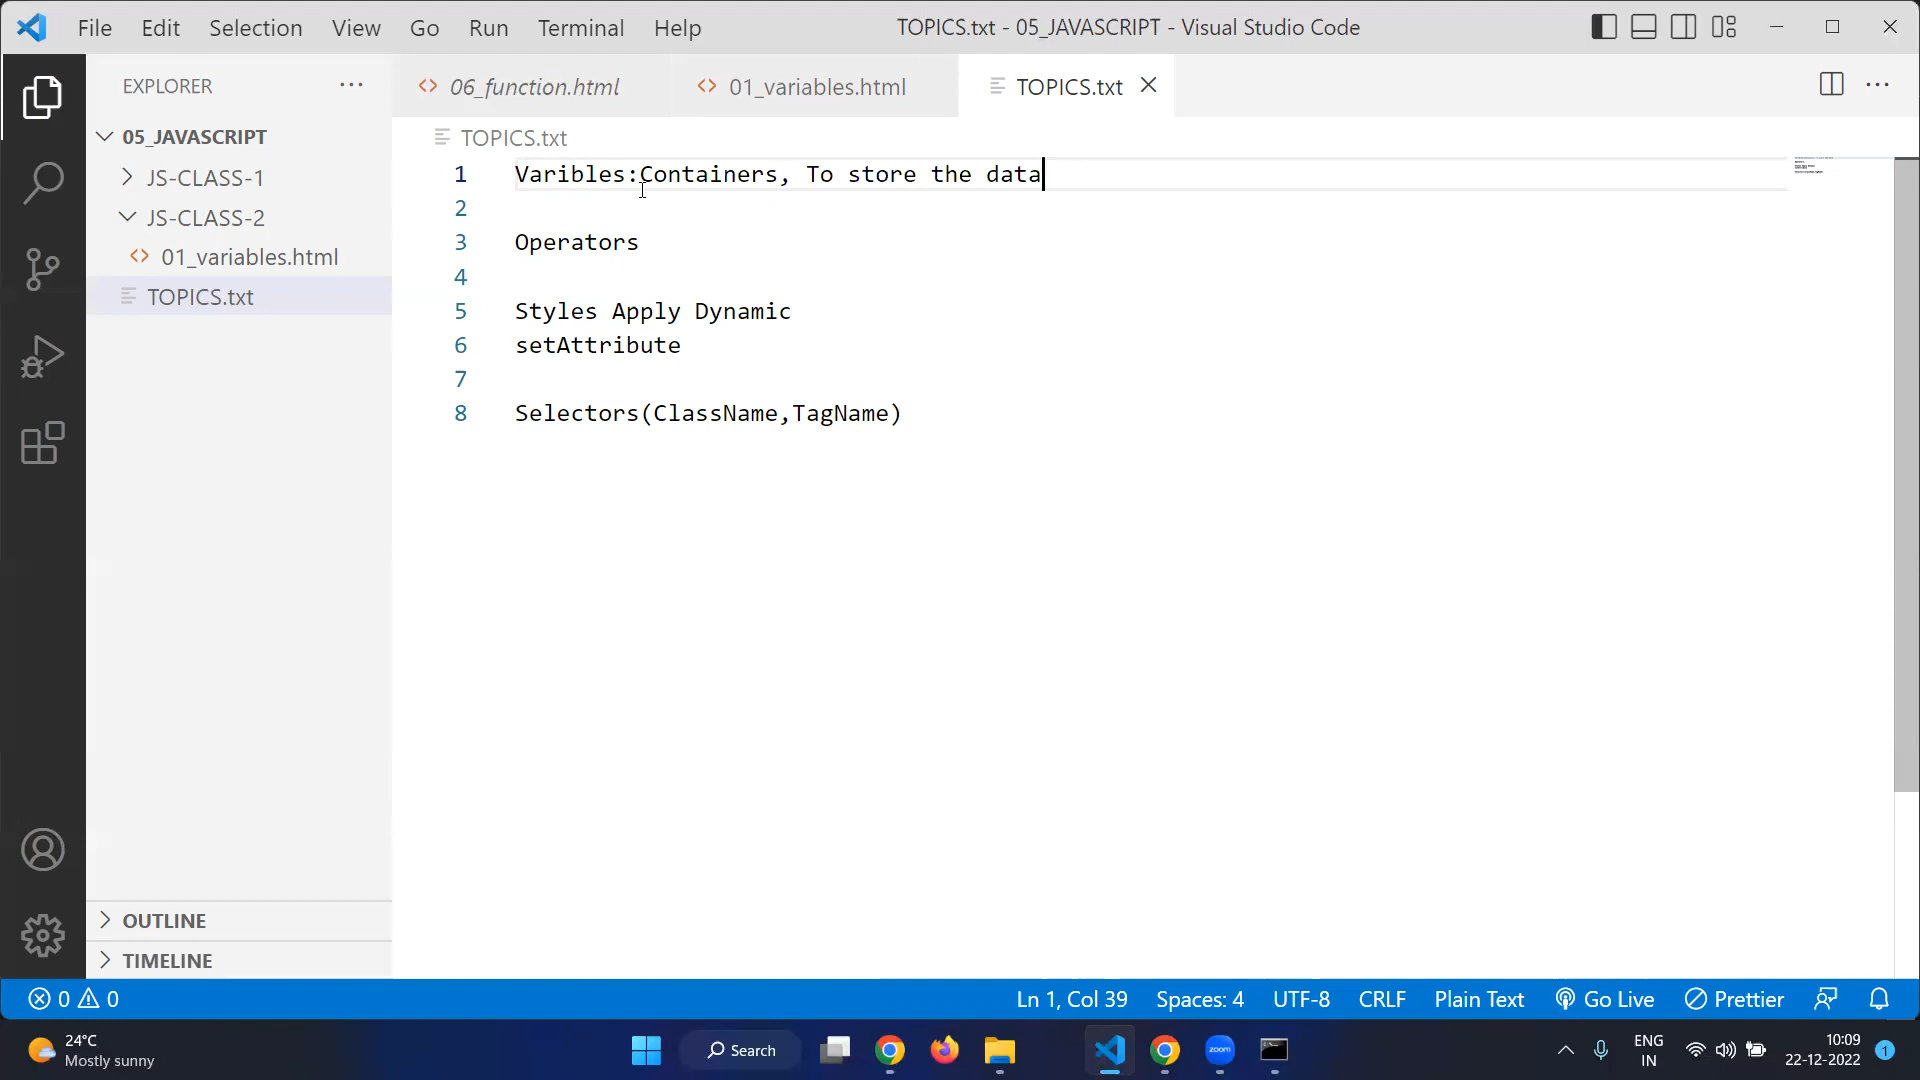 File Edit Selection View Go Run Terminal Help TOPICS.txt - 05_JAVASCRIPT - Visual Studio Code
EXPLORER ··· 06_function.html 01_variables.html TOPICS.txt ···
05_JAVASCRIPT TOPICS.txt
JS-CLASS-1
JS-CLASS-2
01_variables.html
TOPICS.txt
1 Varibles:Containers, To store the data
2
3 Operators
4
5 Styles Apply Dynamic
6 setAttribute
7
8 Selectors(ClassName,TagName)
OUTLINE
TIMELINE
0 0 Ln 1, Col 39 Spaces: 4 UTF-8 CRLF Plain Text Go Live Prettier
24°C
Mostly sunny
Search
zoom
ENG
IN
10:09
22-12-2022
1